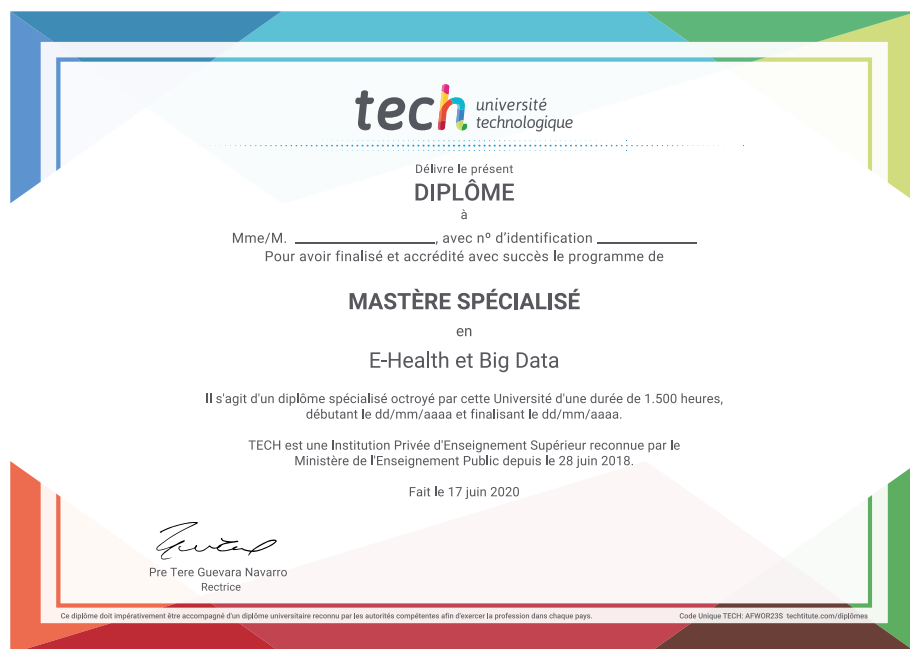 tech université
technologique
Délivre le présent
DIPLÔME
à
Mme/M. ____________________, avec nº d'identification ______________
Pour avoir finalisé et accrédité avec succès le programme de
MASTÈRE SPÉCIALISÉ
en
E-Health et Big Data
Il s'agit d'un diplôme spécialisé octroyé par cette Université d'une durée de 1.500 heures,
débutant le dd/mm/aaaa et finalisant le dd/mm/aaaa.
TECH est une Institution Privée d'Enseignement Supérieur reconnue par le
Ministère de l'Enseignement Public depuis le 28 juin 2018.
Fait le 17 juin 2020
Pre Tere Guevara Navarro
Rectrice
Ce diplôme doit impérativement être accompagné d'un diplôme universitaire reconnu par les autorités compétentes afin d'exercer la profession dans chaque pays.
Code Unique TECH: AFWOR23S techtitute.com/diplômes